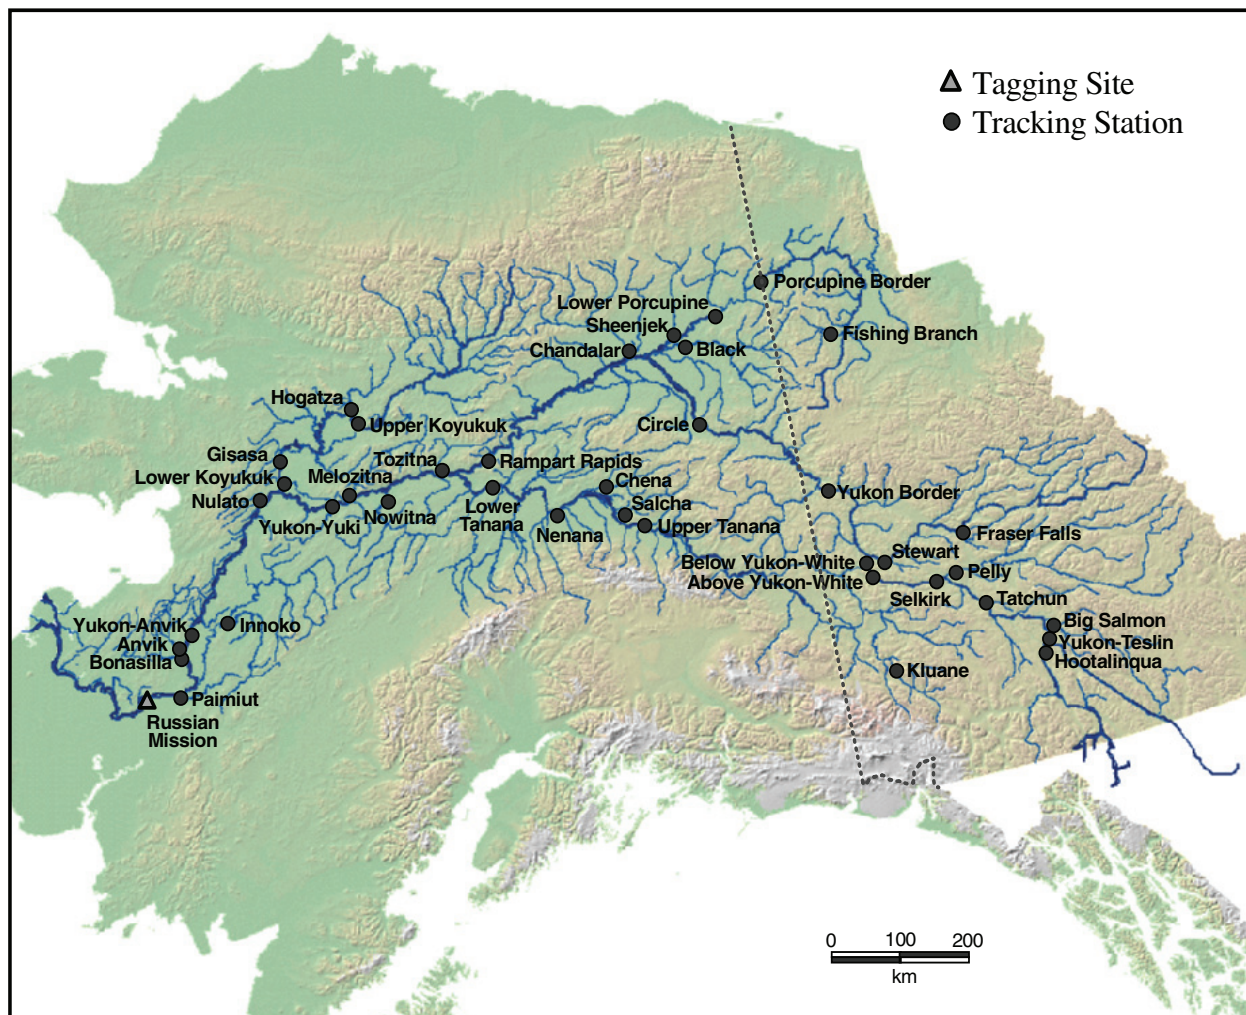 Tagging Site
Tracking Station
Porcupine Border
Lower Porcupine
Sheenjek
Fishing Branch
Chandalar
Black
Hogatza
Upper Koyukuk
Circle
Gisasa
Tozitna
Rampart Rapids
Lower Koyukuk
Melozitna
Chena
Yukon Border
Nulato
Lower
Tanana
Salcha
Yukon-Yuki
Nowitna
Nenana
Upper Tanana
Fraser Falls
Stewart
Below Yukon-White
Above Yukon-White
Pelly
Selkirk
Tatchun
Yukon-Anvik
Innoko
Big Salmon
Anvik
Yukon-Teslin
Bonasilla
Hootalinqua
Kluane
Paimiut
Russian
Mission
0 100 200
km